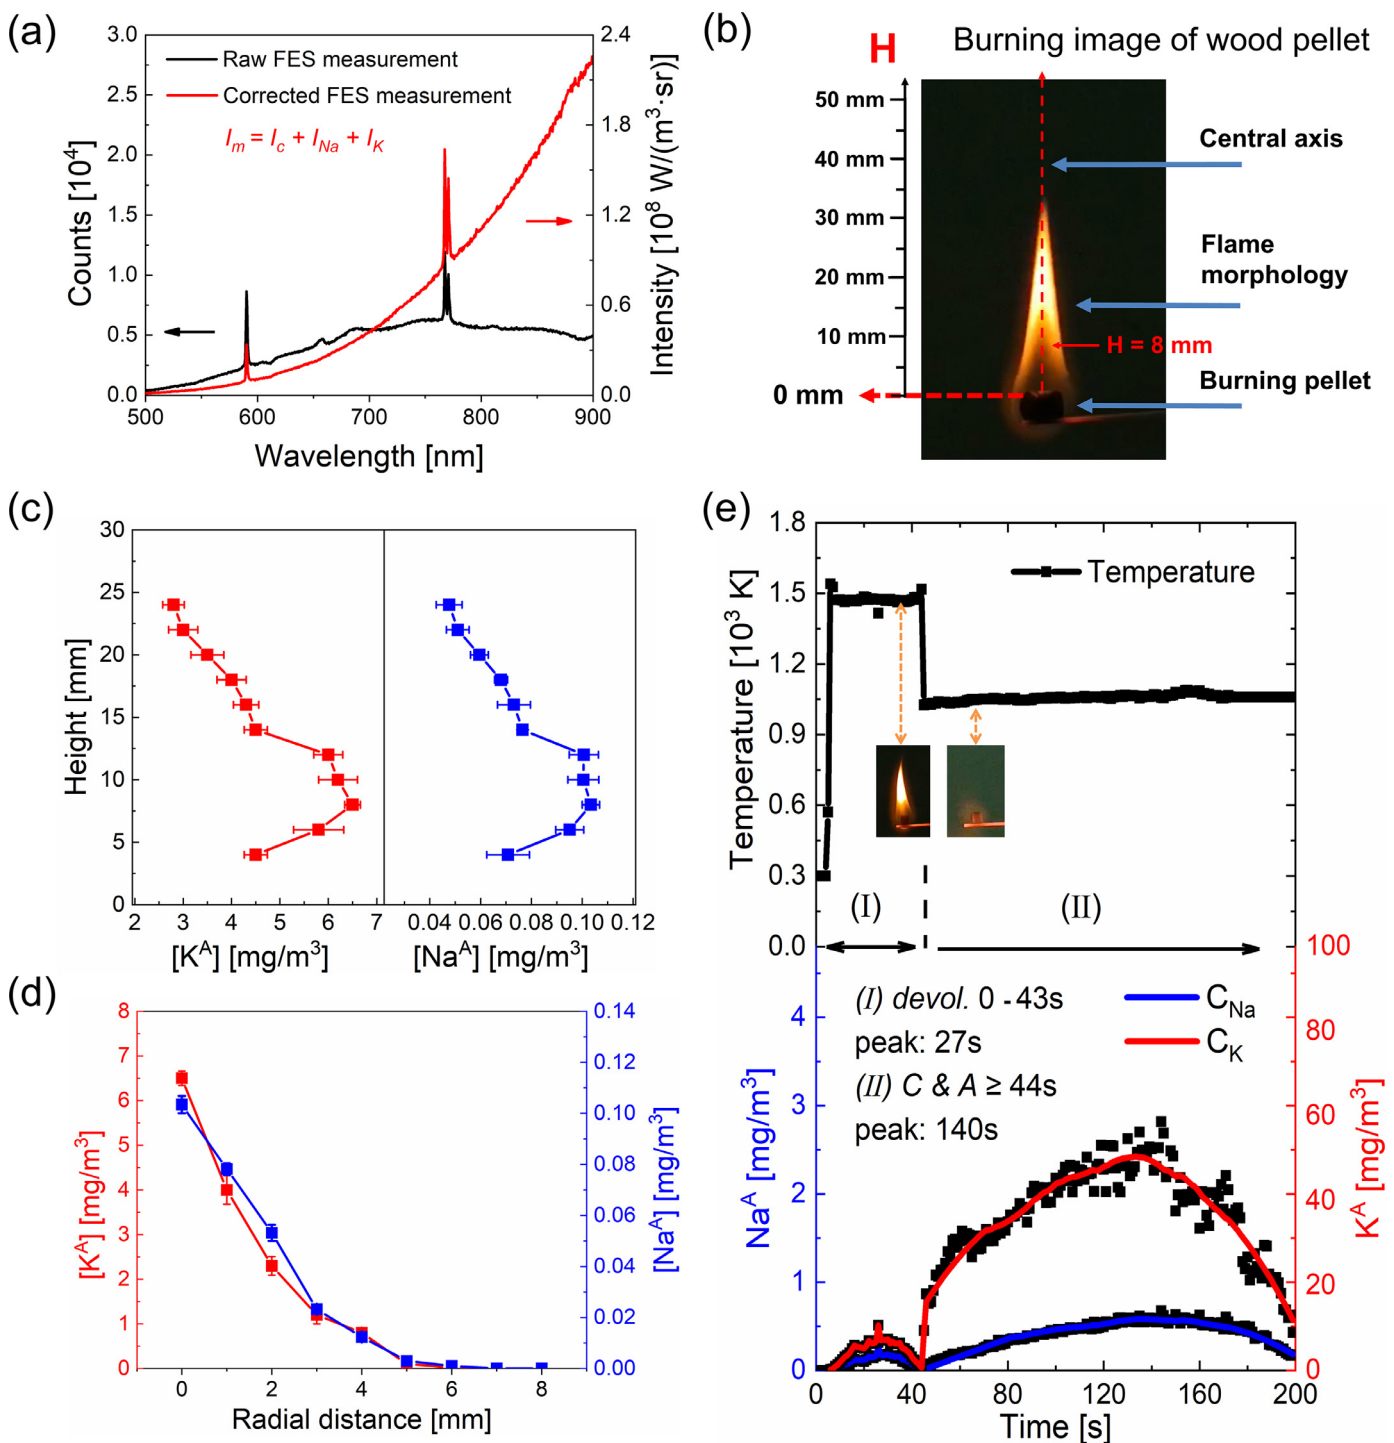 (a)
3.0
2.5
2.0
1.5
1.0
0.5
0.0
Counts [10⁴]
Raw FES measurement
Corrected FES measurement
I_m = I_c + I_Na + I_K
2.4
1.8
1.2
0.6
0.0
Intensity [10⁸ W/(m³·sr)]
500 600 700 800 900
Wavelength [nm]
(b)
H
Burning image of wood pellet
50 mm
40 mm
30 mm
20 mm
10 mm
0 mm
Central axis
Flame
morphology
H = 8 mm
Burning pellet
(c)
30
25
20
15
10
5
0
Height [mm]
2 3 4 5 6 7
0.04 0.06 0.08 0.10 0.12
[K^A] [mg/m³]
[Na^A] [mg/m³]
(d)
8
7
6
5
4
3
2
1
0
[K^A] [mg/m³]
0.14
0.12
0.10
0.08
0.06
0.04
0.02
0.00
[Na^A] [mg/m³]
0 2 4 6 8
Radial distance [mm]
(e)
1.8
1.5
1.2
0.9
0.6
0.3
0.0
Temperature [10³ K]
Temperature
(I)
(II)
(I) devol. 0 - 43s
peak: 27s
(II) C & A ≥ 44s
peak: 140s
C_Na
C_K
4
3
2
1
0
Na^A [mg/m³]
100
80
60
40
20
0
K^A [mg/m³]
0 40 80 120 160 200
Time [s]